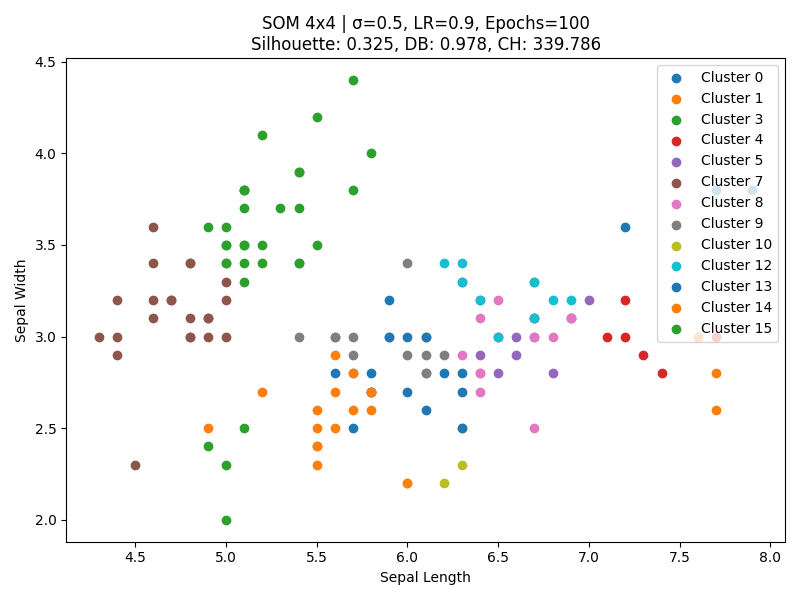 SOM 4x4 | σ=0.5, LR=0.9, Epochs=100
Silhouette: 0.325, DB: 0.978, CH: 339.786
Cluster 0
Cluster 1
Cluster 3
Cluster 4
Cluster 5
Cluster 7
Cluster 8
Cluster 9
Cluster 10
Cluster 12
Cluster 13
Cluster 14
Cluster 15
4.5
4.0
3.5
3.0
2.5
2.0
Sepal Width
4.5 5.0 5.5 6.0 6.5 7.0 7.5 8.0
Sepal Length